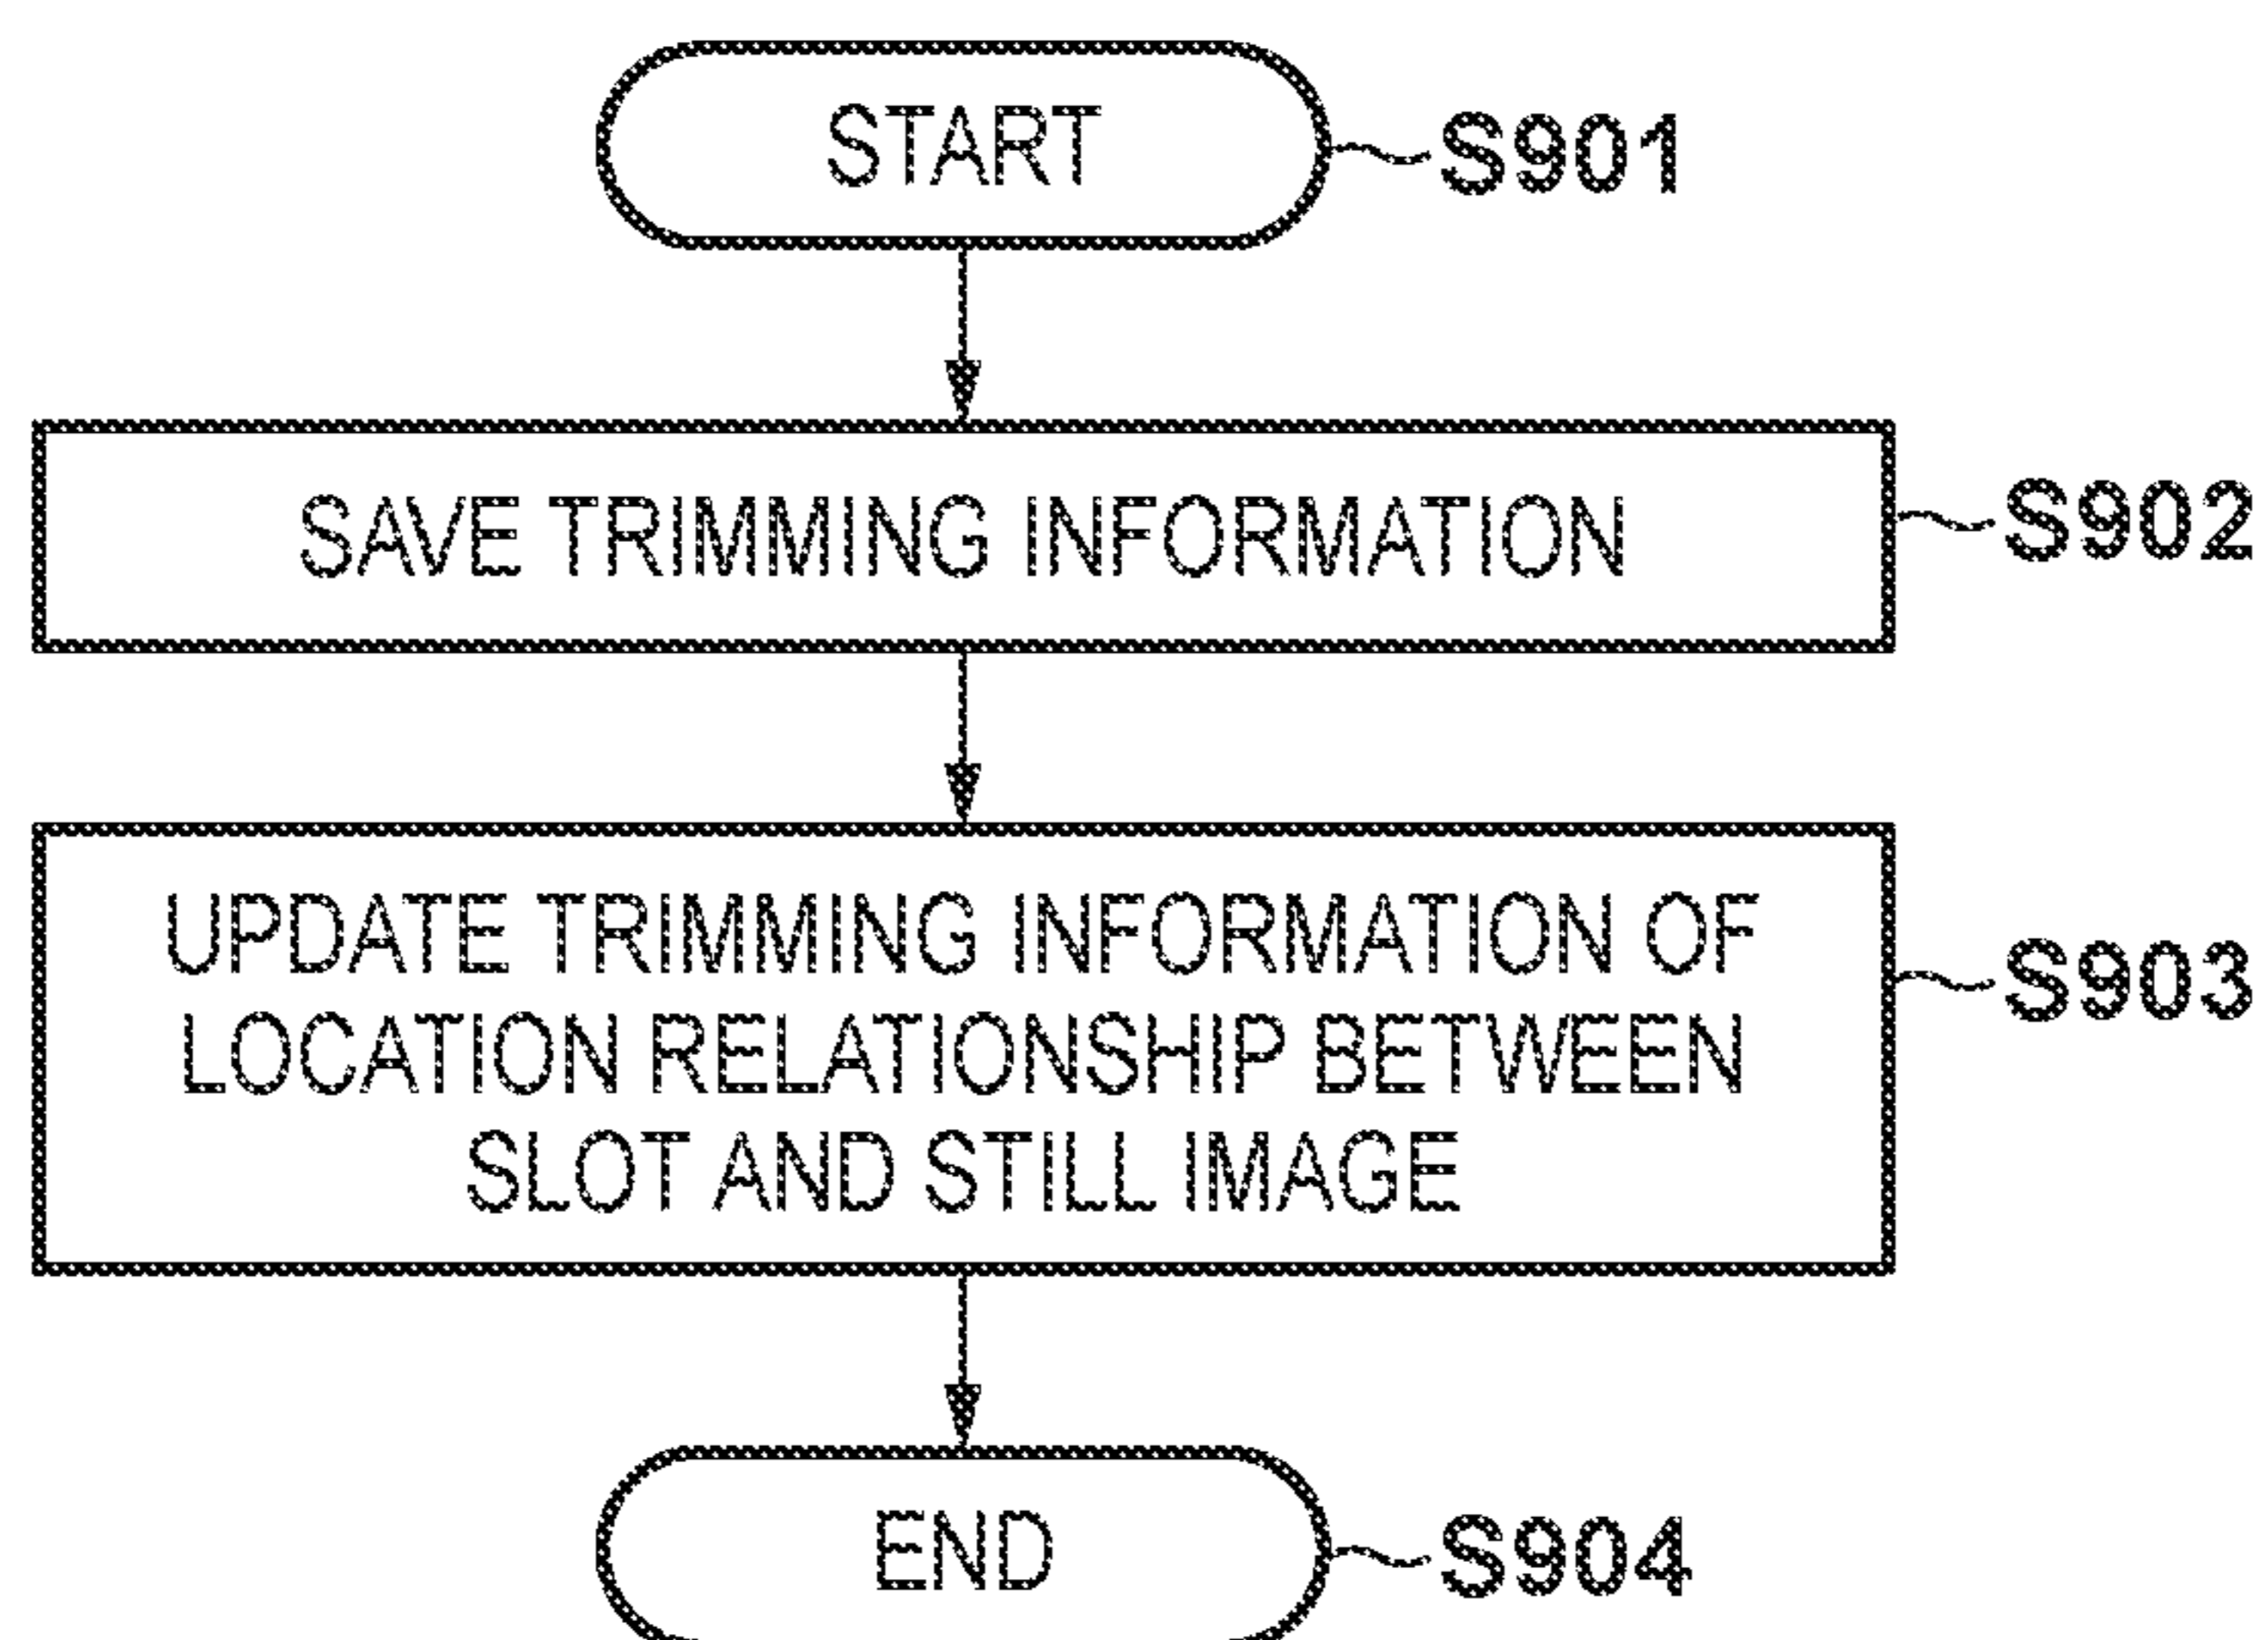 START
S901
SAVE TRIMMING INFORMATION
S902
UPDATE TRIMMING INFORMATION OF
LOCATION RELATIONSHIP BETWEEN
SLOT AND STILL IMAGE
S903
END
S904